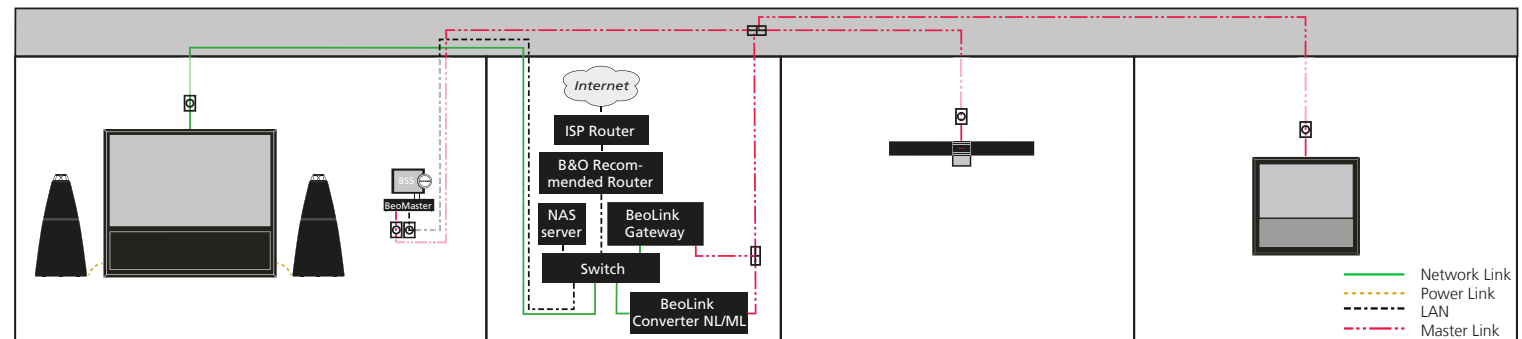 Internet
ISP Router
B&O Recom-
mended Router
BS5
BeoMaster
NAS
server
BeoLink
Gateway
Switch
BeoLink
Converter NL/ML
Network Link
Power Link
LAN
Master Link